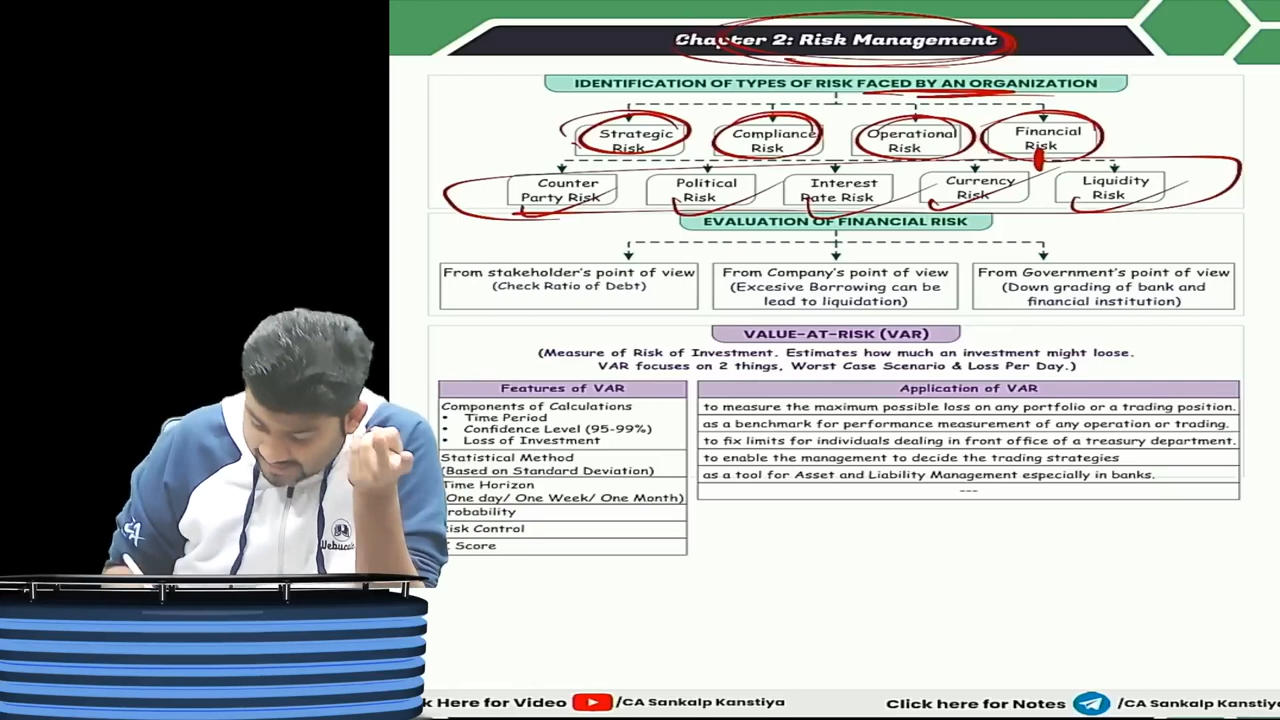 Chapter 2: Risk Management
IDENTIFICATION OF TYPES OF RISK FACED BY AN ORGANIZATION
Strategic
Risk
Compliance
Risk
Operational
Risk
Financial
Risk
Counter
Party Risk
Political
Risk
Interest
Rate Risk
Currency
Risk
Liquidity
Risk
EVALUATION OF FINANCIAL RISK
From stakeholder's point of view
(Check Ratio of Debt)
From Company's point of view
(Excesive Borrowing can be
lead to liquidation)
From Government's point of view
(Down grading of bank and
financial institution)
VALUE-AT-RISK (VAR)
(Measure of Risk of Investment. Estimates how much an investment might loose.
VAR focuses on 2 things, Worst Case Scenario & Loss Per Day.)
Features of VAR
Components of Calculations
• Time Period
• Confidence Level (95-99%)
• Loss of Investment
Statistical Method
(Based on Standard Deviation)
Time Horizon
One day/ One Week/ One Month)
robability
isk Control
Score
Application of VAR
to measure the maximum possible loss on any portfolio or a trading position.
as a benchmark for performance measurement of any operation or trading.
to fix limits for individuals dealing in front office of a treasury department.
to enable the management to decide the trading strategies
as a tool for Asset and Liability Management especially in banks.
---
k Here for Video /CA Sankalp Kanstiya
Click here for Notes /CA Sankalp Kanstiy